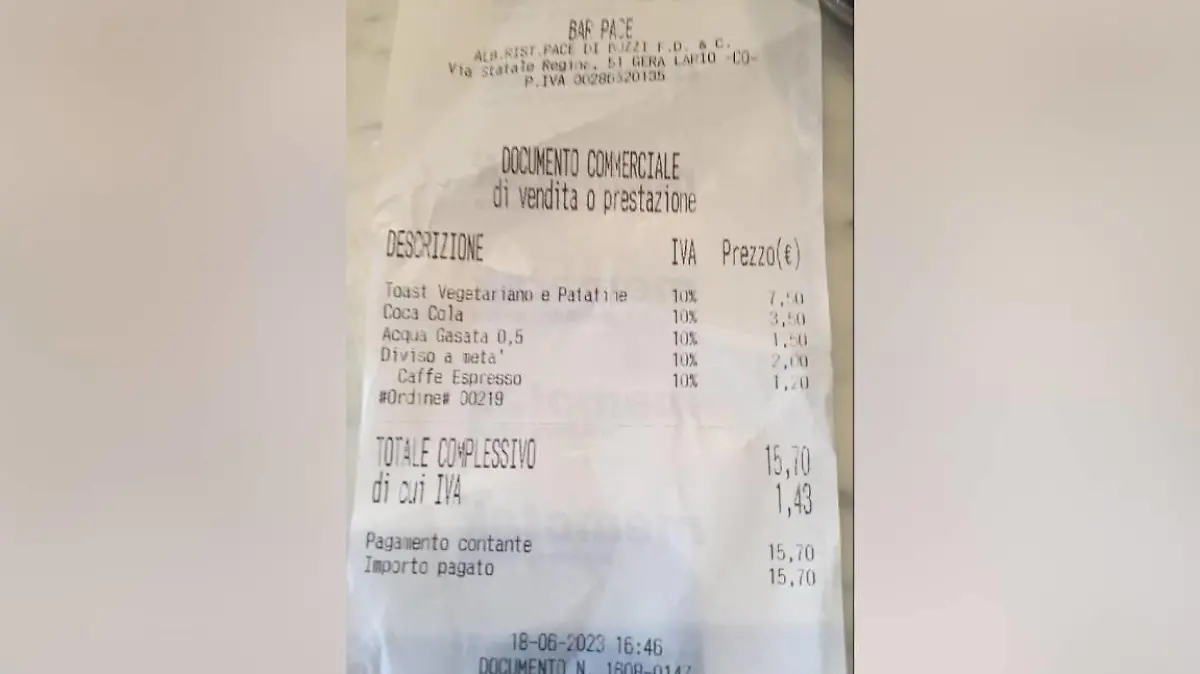 BAR PACE
ALB.RIST.PACE DI BUZZI F.D. & C.
Via Statale Regina, 51 GERA LARIO -CO-
P.IVA 00286320135
DOCUMENTO COMMERCIALE
di vendita o prestazione
DESCRIZIONE IVA Prezzo(€)
Toast Vegetariano e Patatine 10% 7,50
Coca Cola 10% 3,50
Acqua Gasata 0,5 10% 1,50
Diviso a meta' 10% 2,00
Caffe Espresso 10% 1,20
#Ordine# 00219
TOTALE COMPLESSIVO 15,70
di cui IVA 1,43
Pagamento contante 15,70
Importo pagato 15,70
18-06-2023 16:46
DOCUMENTO N. 1608-0147